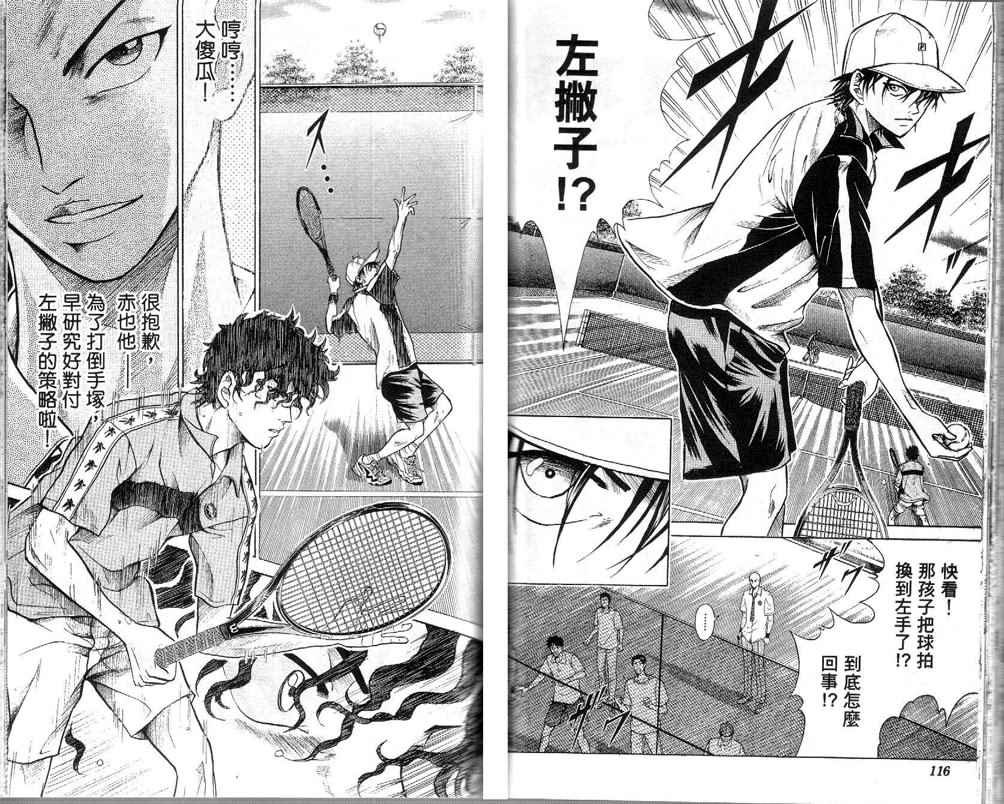 左撇子!?
快看！
那孩子把球拍
換到左手了!?
到底怎麼
回事!?
………
116
哼哼……
大傻瓜！
很抱歉，
赤也他——
為了打倒手塚，
早研究好對付
左撇子的策略啦！